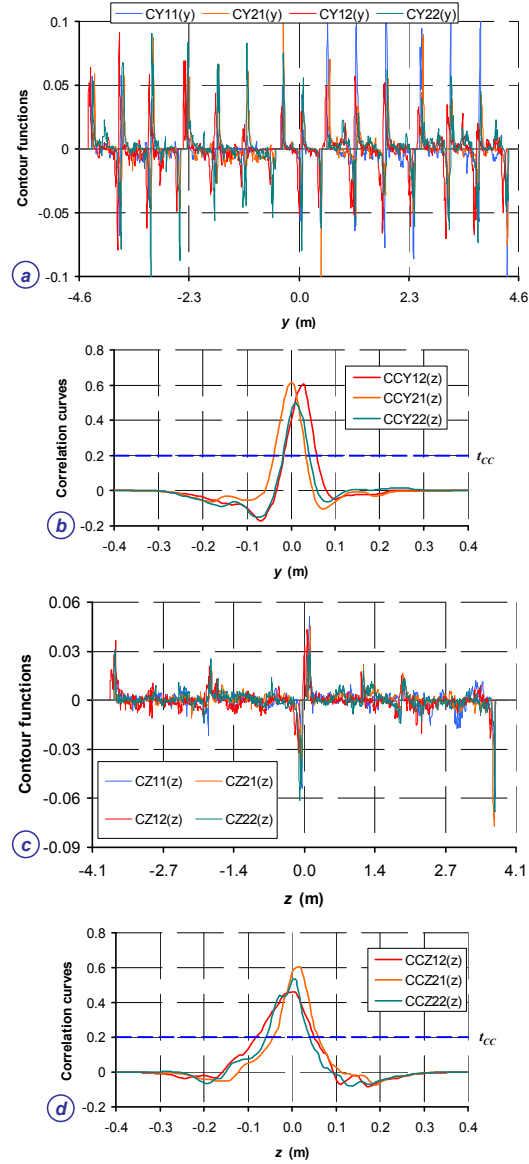 CY11(y) CY21(y) CY12(y) CY22(y)
0.1
0.05
0
-0.05
-0.1
Contour functions
-4.6 -2.3 0.0 2.3 4.6
y (m)
a
0.8
0.6
0.4
0.2
0
-0.2
Correlation curves
CCY12(z)
CCY21(z)
CCY22(z)
tCC
-0.4 -0.3 -0.2 -0.1 0.0 0.1 0.2 0.3 0.4
y (m)
b
0.06
0.03
0
-0.03
-0.06
-0.09
Contour functions
CZ11(z) CZ21(z)
CZ12(z) CZ22(z)
-4.1 -2.7 -1.4 0.0 1.4 2.7 4.1
z (m)
c
0.8
0.6
0.4
0.2
0
-0.2
Correlation curves
CCZ12(z)
CCZ21(z)
CCZ22(z)
tCC
-0.4 -0.3 -0.2 -0.1 0.0 0.1 0.2 0.3 0.4
z (m)
d